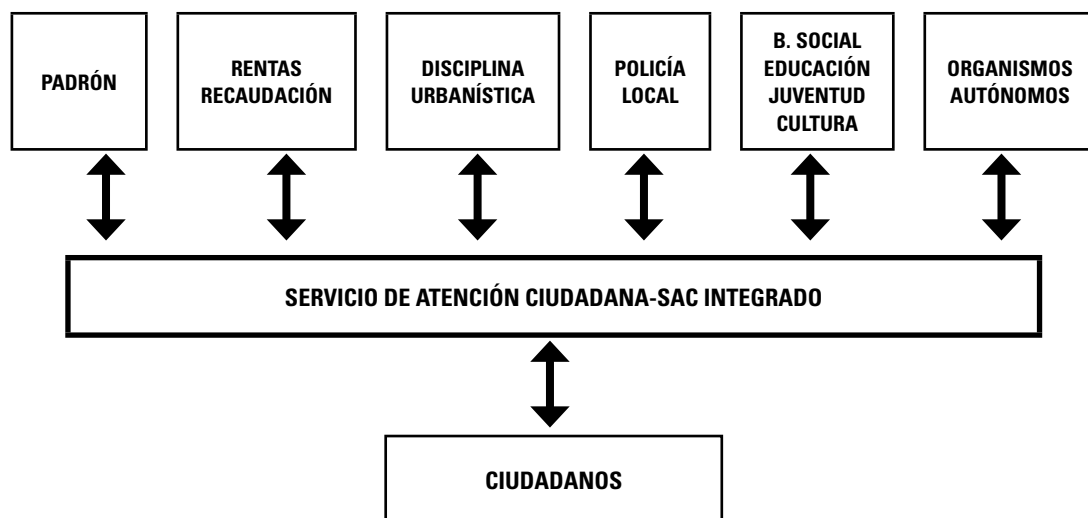 PADRÓN
RENTAS
RECAUDACIÓN
DISCIPLINA
URBANÍSTICA
POLICÍA
LOCAL
B. SOCIAL
EDUCACIÓN
JUVENTUD
CULTURA
ORGANISMOS
AUTÓNOMOS
SERVICIO DE ATENCIÓN CIUDADANA-SAC INTEGRADO
CIUDADANOS